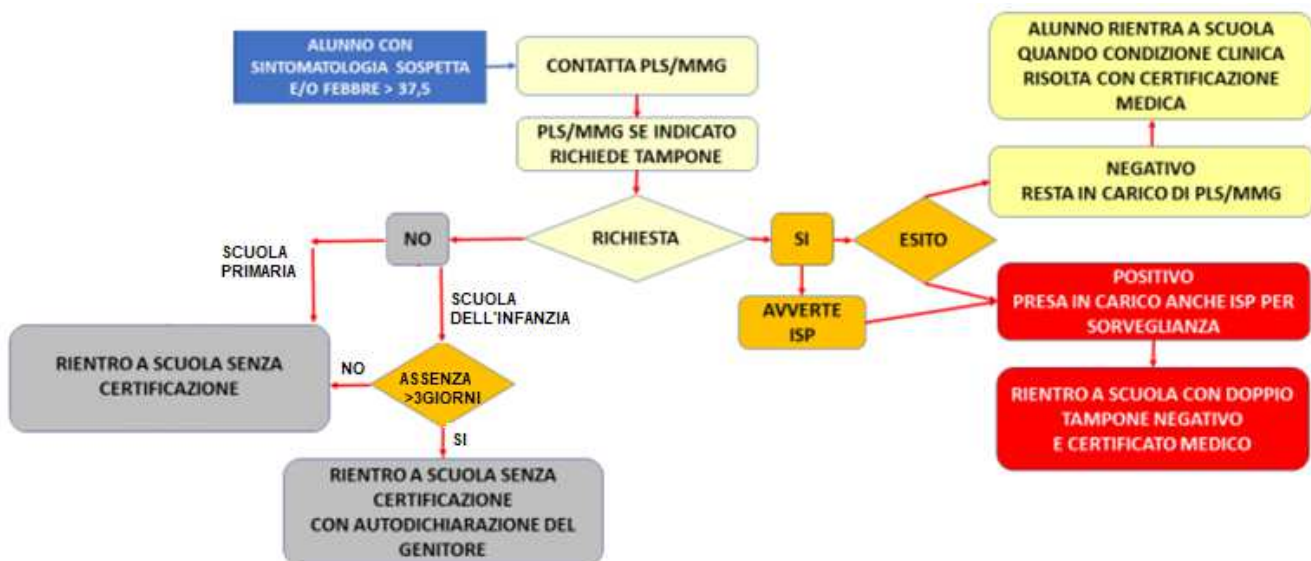 ALUNNO CON
SINTOMATOLOGIA SOSPETTA
E/O FEBBRE > 37,5
CONTATTA PLS/MMG
PLS/MMG SE INDICATO
RICHIEDE TAMPONE
RICHIESTA
NO
SI
ESITO
ALUNNO RIENTRA A SCUOLA
QUANDO CONDIZIONE CLINICA
RISOLTA CON CERTIFICAZIONE
MEDICA
NEGATIVO
RESTA IN CARICO DI PLS/MMG
AVVERTE
ISP
POSITIVO
PRESA IN CARICO ANCHE ISP PER
SORVEGLIANZA
RIENTRO A SCUOLA CON DOPPIO
TAMPONE NEGATIVO
E CERTIFICATO MEDICO
SCUOLA
PRIMARIA
SCUOLA
DELL'INFANZIA
RIENTRO A SCUOLA SENZA
CERTIFICAZIONE
NO
ASSENZA
>3GIORNI
SI
RIENTRO A SCUOLA SENZA
CERTIFICAZIONE
CON AUTODICHIARAZIONE DEL
GENITORE